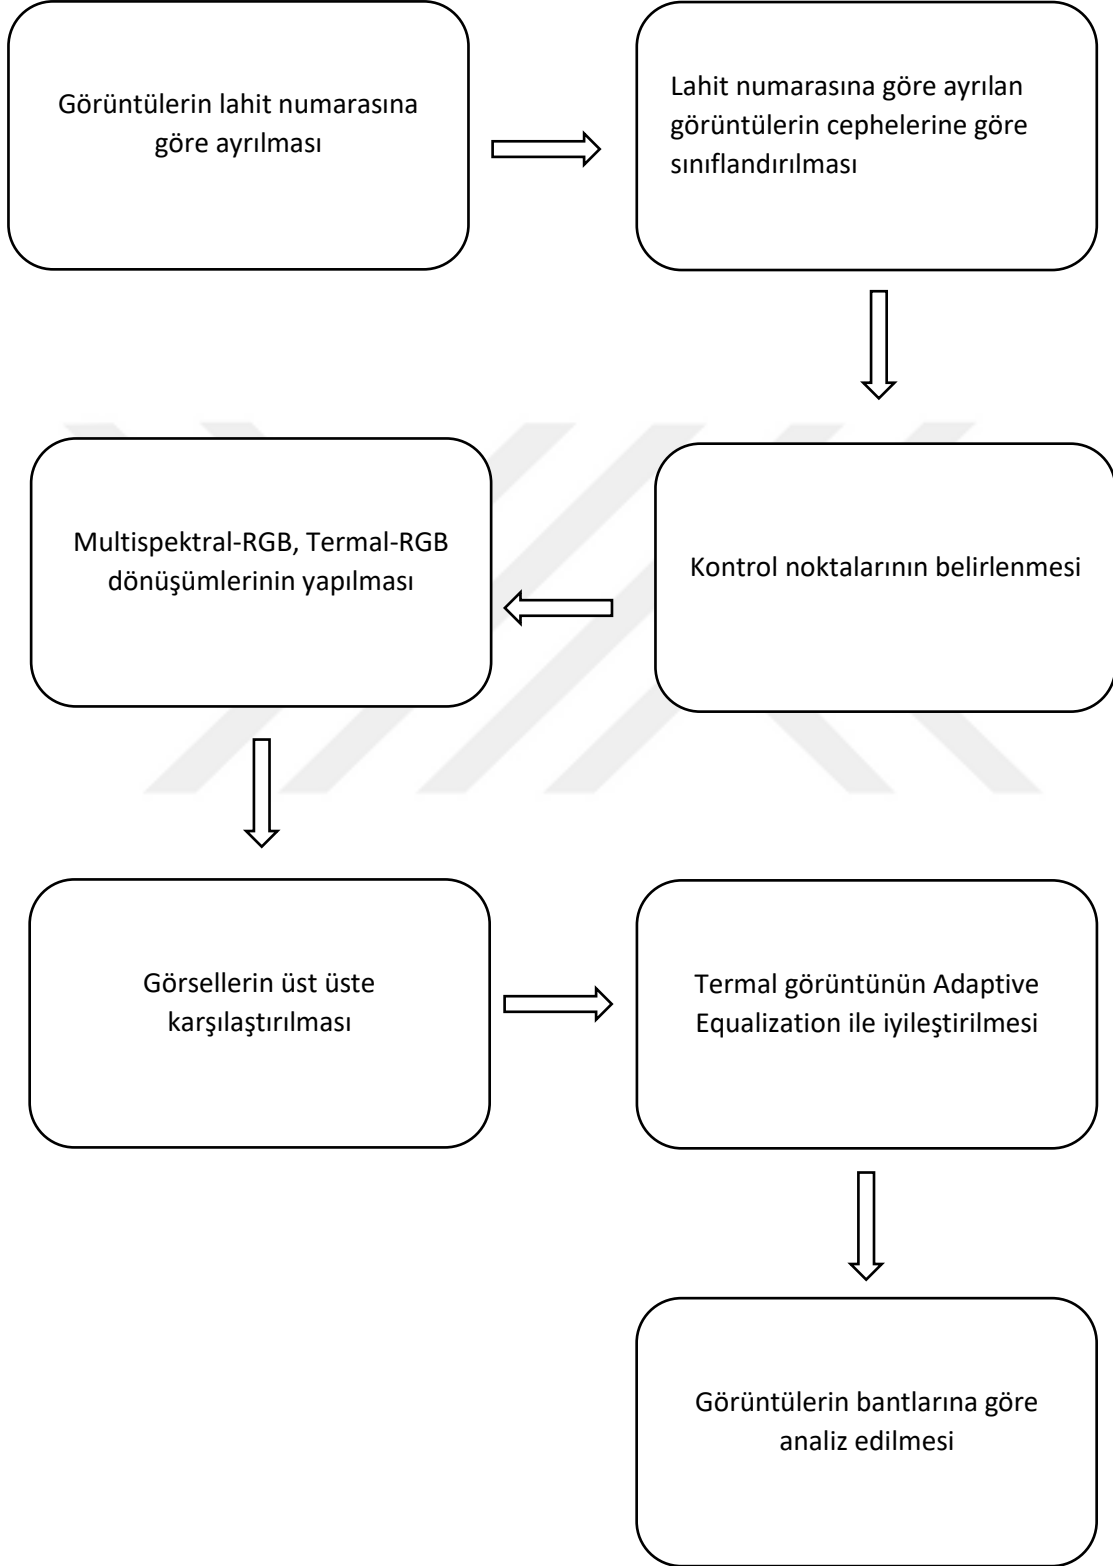 Görüntülerin lahit numarasına
göre ayrılması
Lahit numarasına göre ayrılan
görüntülerin cephelerine göre
sınıflandırılması
Kontrol noktalarının belirlenmesi
Multispektral-RGB, Termal-RGB
dönüşümlerinin yapılması
Görsellerin üst üste
karşılaştırılması
Termal görüntünün Adaptive
Equalization ile iyileştirilmesi
Görüntülerin bantlarına göre
analiz edilmesi